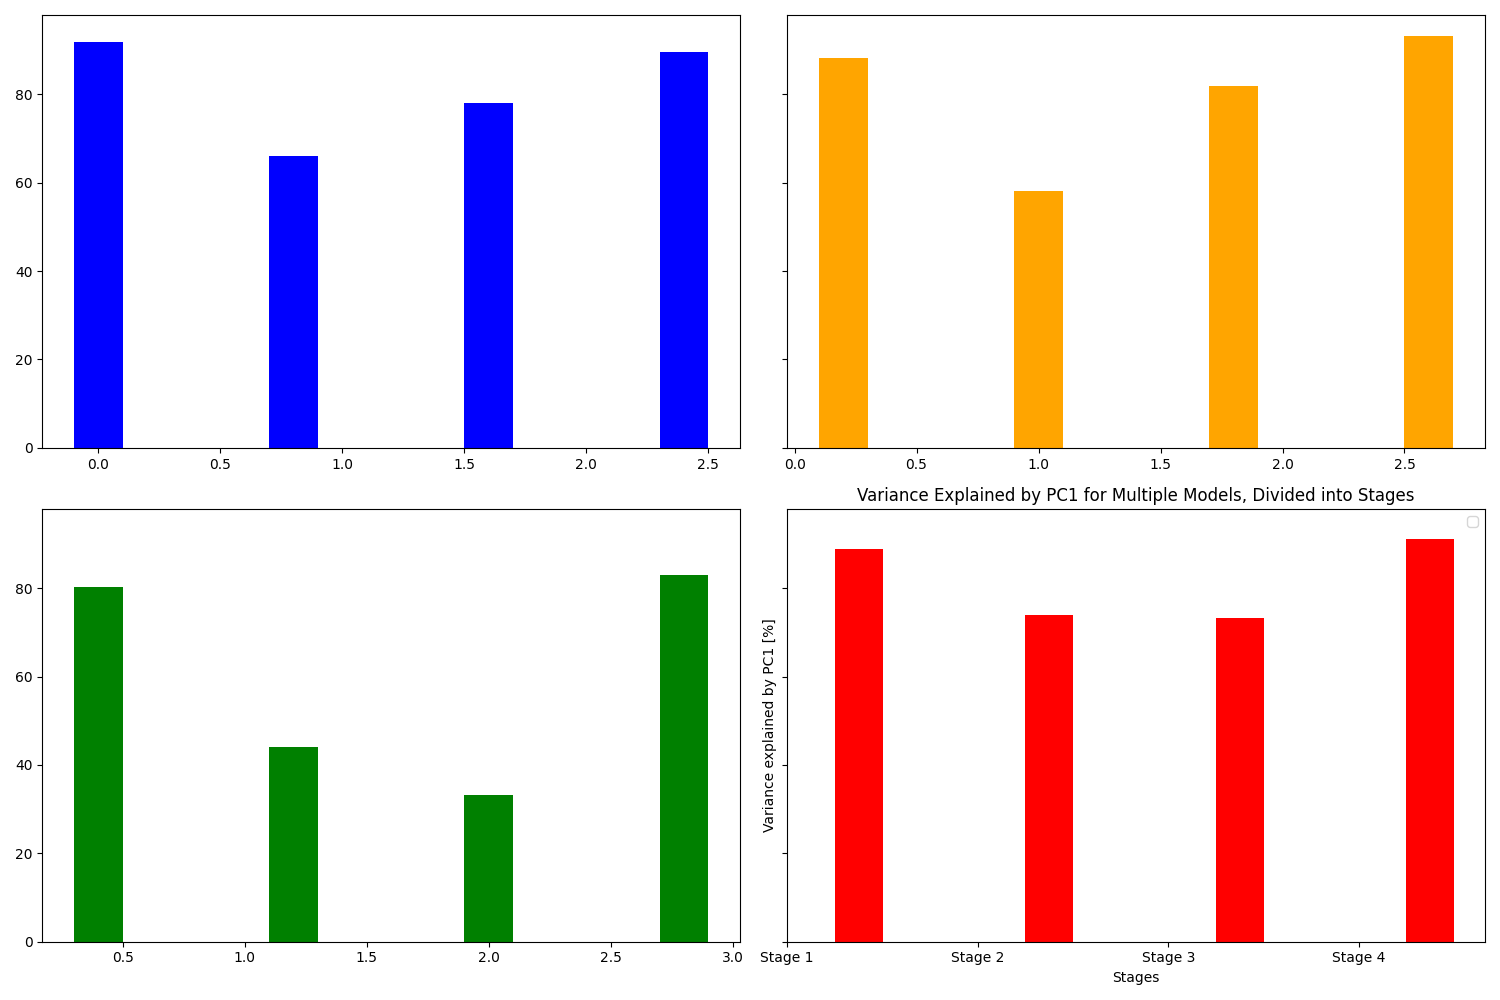 80
60
40
20
0
0.0 0.5 1.0 1.5 2.0 2.5
0.0 0.5 1.0 1.5 2.0 2.5
80
60
40
20
0
0.5 1.0 1.5 2.0 2.5 3.0
Variance Explained by PC1 for Multiple Models, Divided into Stages
Variance explained by PC1 [%]
Stage 1 Stage 2 Stage 3 Stage 4
Stages